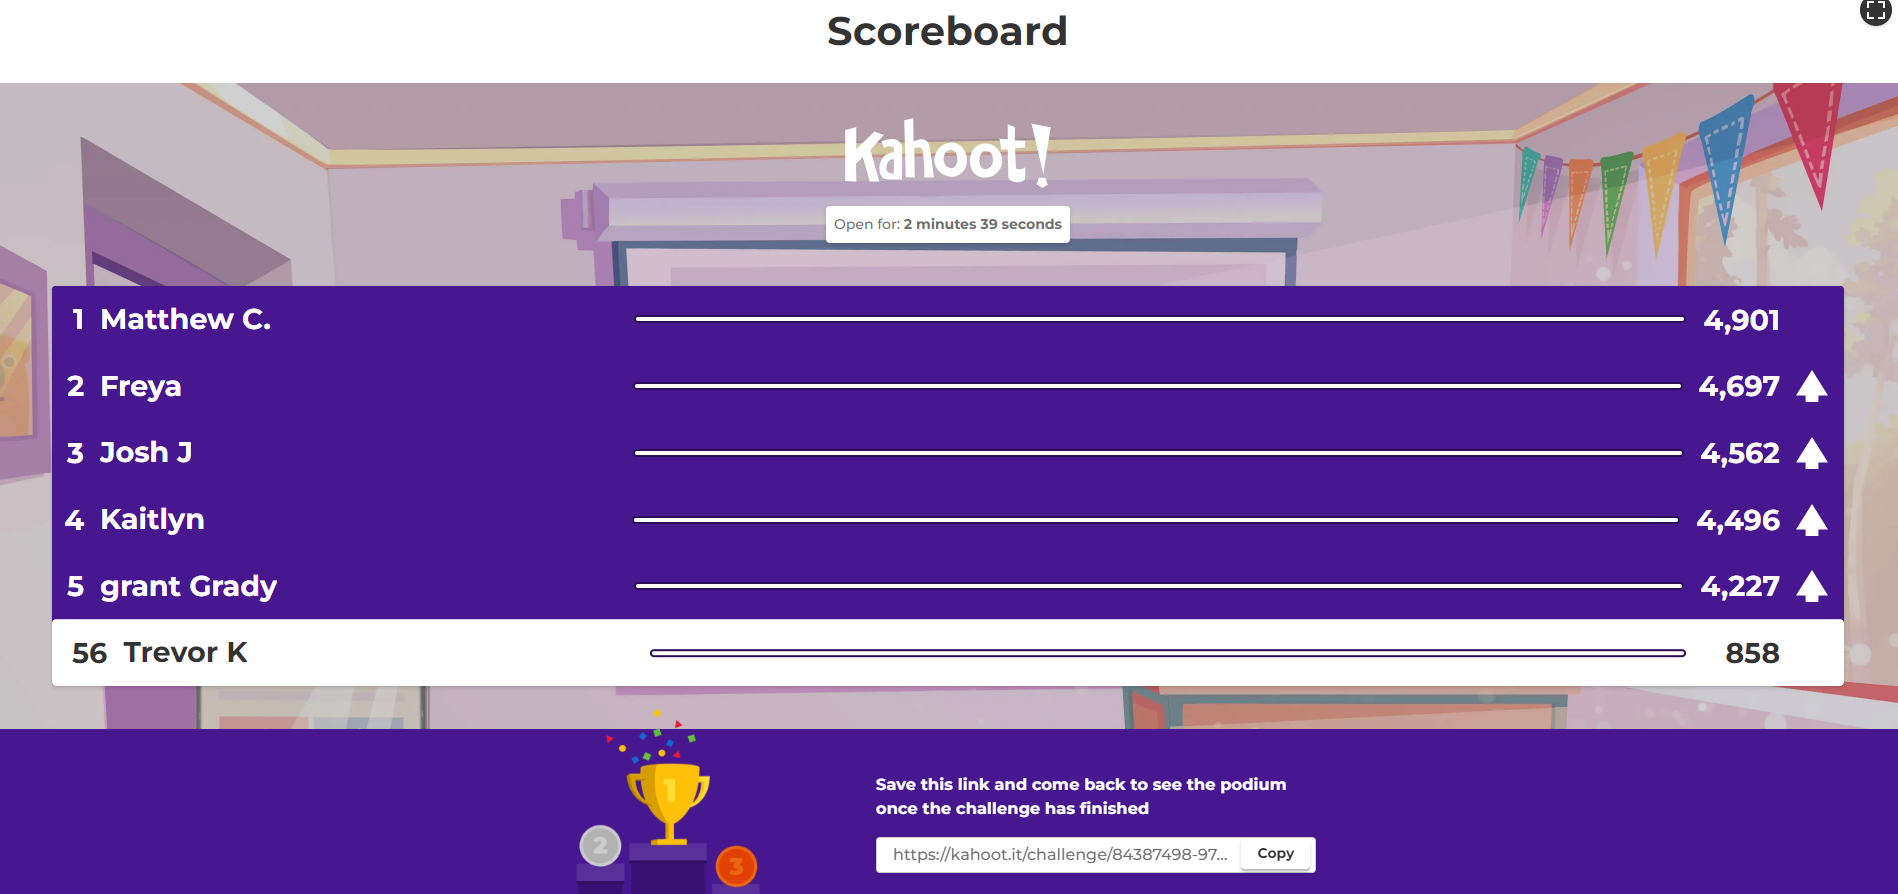 Scoreboard
Kahoot!
Open for: 2 minutes 39 seconds
1 Matthew C. 4,901
2 Freya 4,697
3 Josh J 4,562
4 Kaitlyn 4,496
5 grant Grady 4,227
56 Trevor K 858
1
2
3
Save this link and come back to see the podium
once the challenge has finished
https://kahoot.it/challenge/84387498-97... Copy